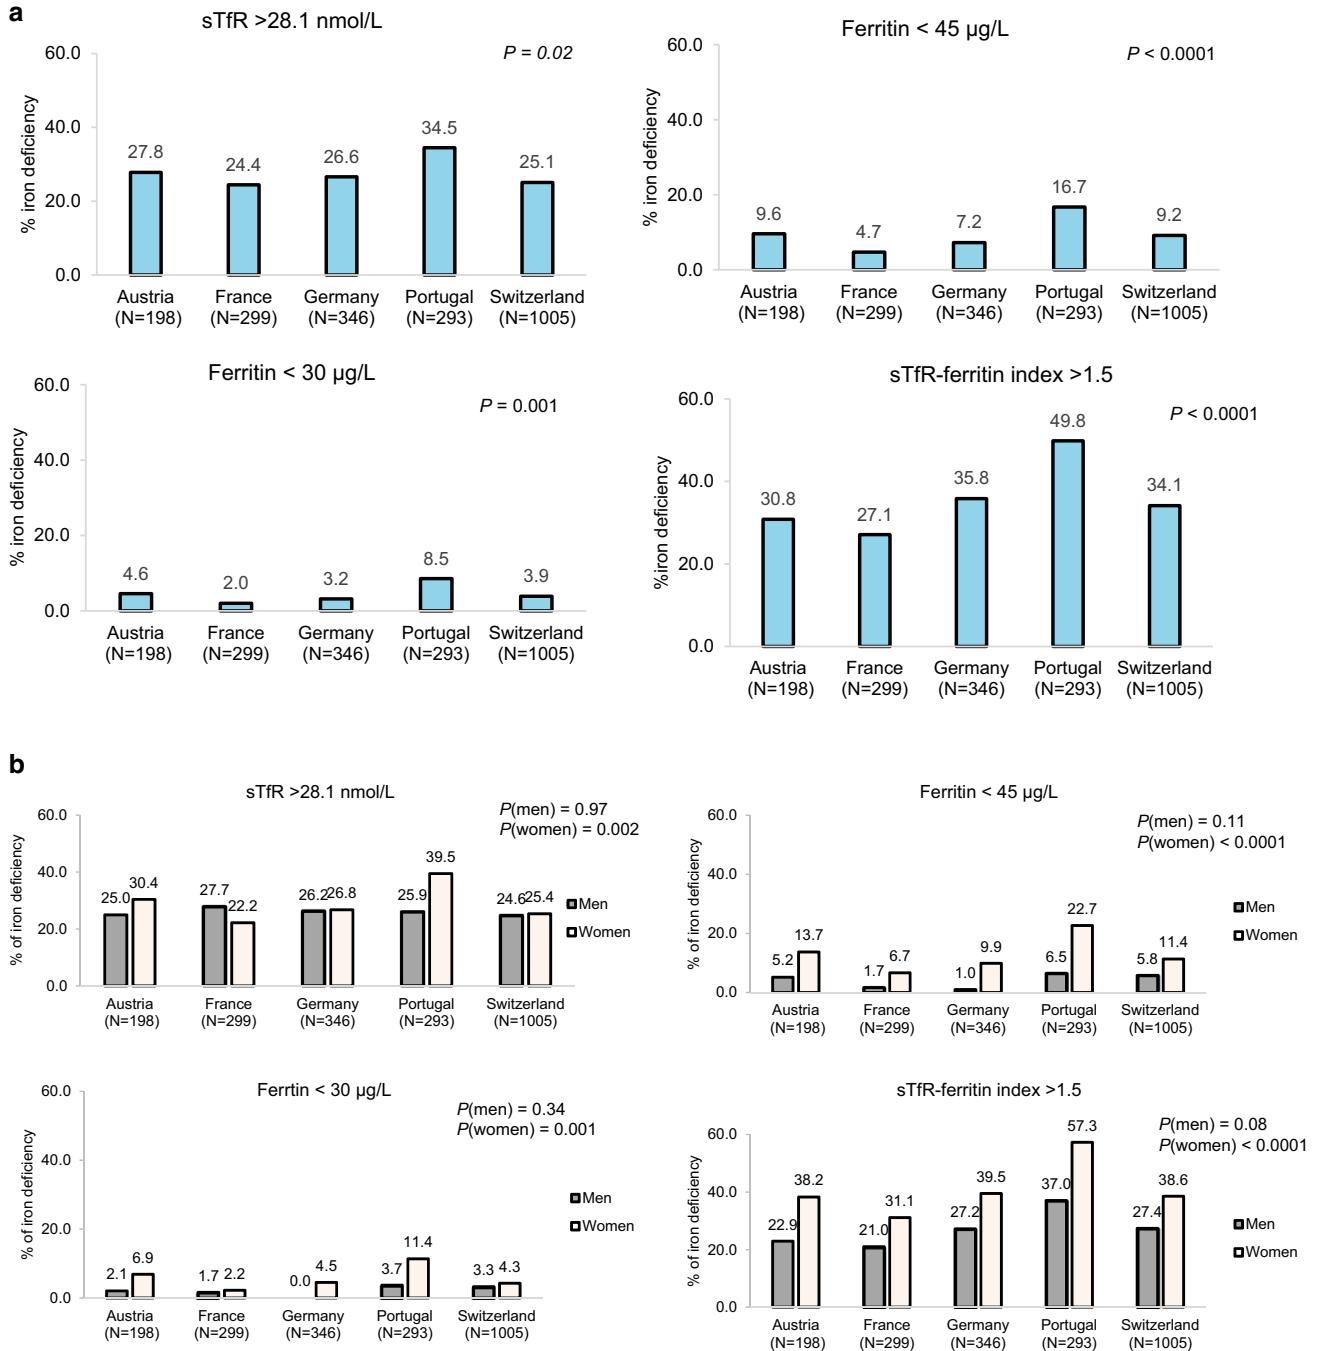 a
sTfR >28.1 nmol/L
P = 0.02
% iron deficiency
60.0
40.0
20.0
0.0
27.8
24.4
26.6
34.5
25.1
Austria France Germany Portugal Switzerland
(N=198) (N=299) (N=346) (N=293) (N=1005)
Ferritin < 45 µg/L
P < 0.0001
% iron deficiency
60.0
40.0
20.0
0.0
9.6
4.7
7.2
16.7
9.2
Austria France Germany Portugal Switzerland
(N=198) (N=299) (N=346) (N=293) (N=1005)
Ferritin < 30 µg/L
P = 0.001
% iron deficiency
60.0
40.0
20.0
0.0
4.6
2.0
3.2
8.5
3.9
Austria France Germany Portugal Switzerland
(N=198) (N=299) (N=346) (N=293) (N=1005)
sTfR-ferritin index >1.5
P < 0.0001
%iron deficiency
60.0
40.0
20.0
0.0
30.8
27.1
35.8
49.8
34.1
Austria France Germany Portugal Switzerland
(N=198) (N=299) (N=346) (N=293) (N=1005)
b
sTfR >28.1 nmol/L
P(men) = 0.97
P(women) = 0.002
% of iron deficiency
60.0
40.0
20.0
0.0
25.0 30.4
27.7 22.2
26.2 26.8
25.9 39.5
24.6 25.4
Men
Women
Austria France Germany Portugal Switzerland
(N=198) (N=299) (N=346) (N=293) (N=1005)
Ferritin < 45 µg/L
P(men) = 0.11
P(women) < 0.0001
% of iron deficiency
60.0
40.0
20.0
0.0
5.2 13.7
1.7 6.7
1.0 9.9
6.5 22.7
5.8 11.4
Men
Women
Austria France Germany Portugal Switzerland
(N=198) (N=299) (N=346) (N=293) (N=1005)
Ferrtin < 30 µg/L
P(men) = 0.34
P(women) = 0.001
% of iron deficiency
60.0
40.0
20.0
0.0
2.1 6.9
1.7 2.2
0.0 4.5
3.7 11.4
3.3 4.3
Men
Women
Austria France Germany Portugal Switzerland
(N=198) (N=299) (N=346) (N=293) (N=1005)
sTfR-ferritin index >1.5
P(men) = 0.08
P(women) < 0.0001
% of iron deficiency
60.0
40.0
20.0
0.0
22.9 38.2
21.0 31.1
27.2 39.5
37.0 57.3
27.4 38.6
Men
Women
Austria France Germany Portugal Switzerland
(N=198) (N=299) (N=346) (N=293) (N=1005)